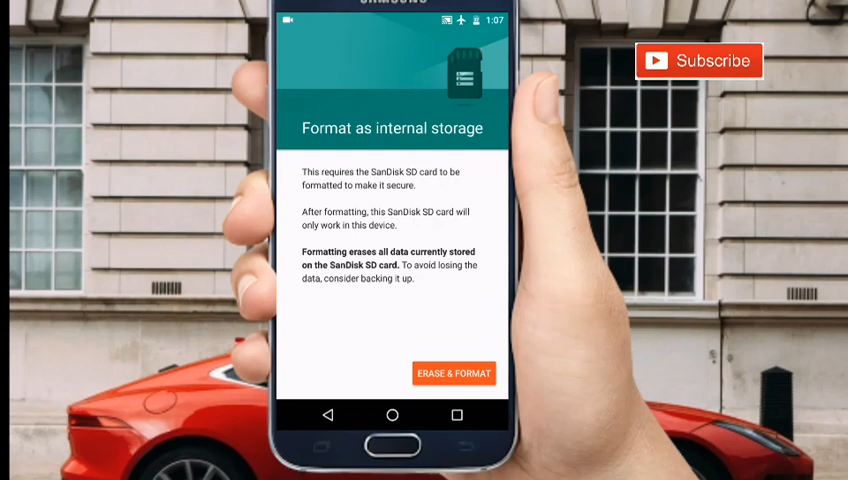 SAMSUNG
1:07
Subscribe
Format as internal storage
This requires the SanDisk SD card to be
formatted to make it secure.
After formatting, this SanDisk SD card will
only work in this device.
Formatting erases all data currently stored
on the SanDisk SD card. To avoid losing the
data, consider backing it up.
ERASE & FORMAT